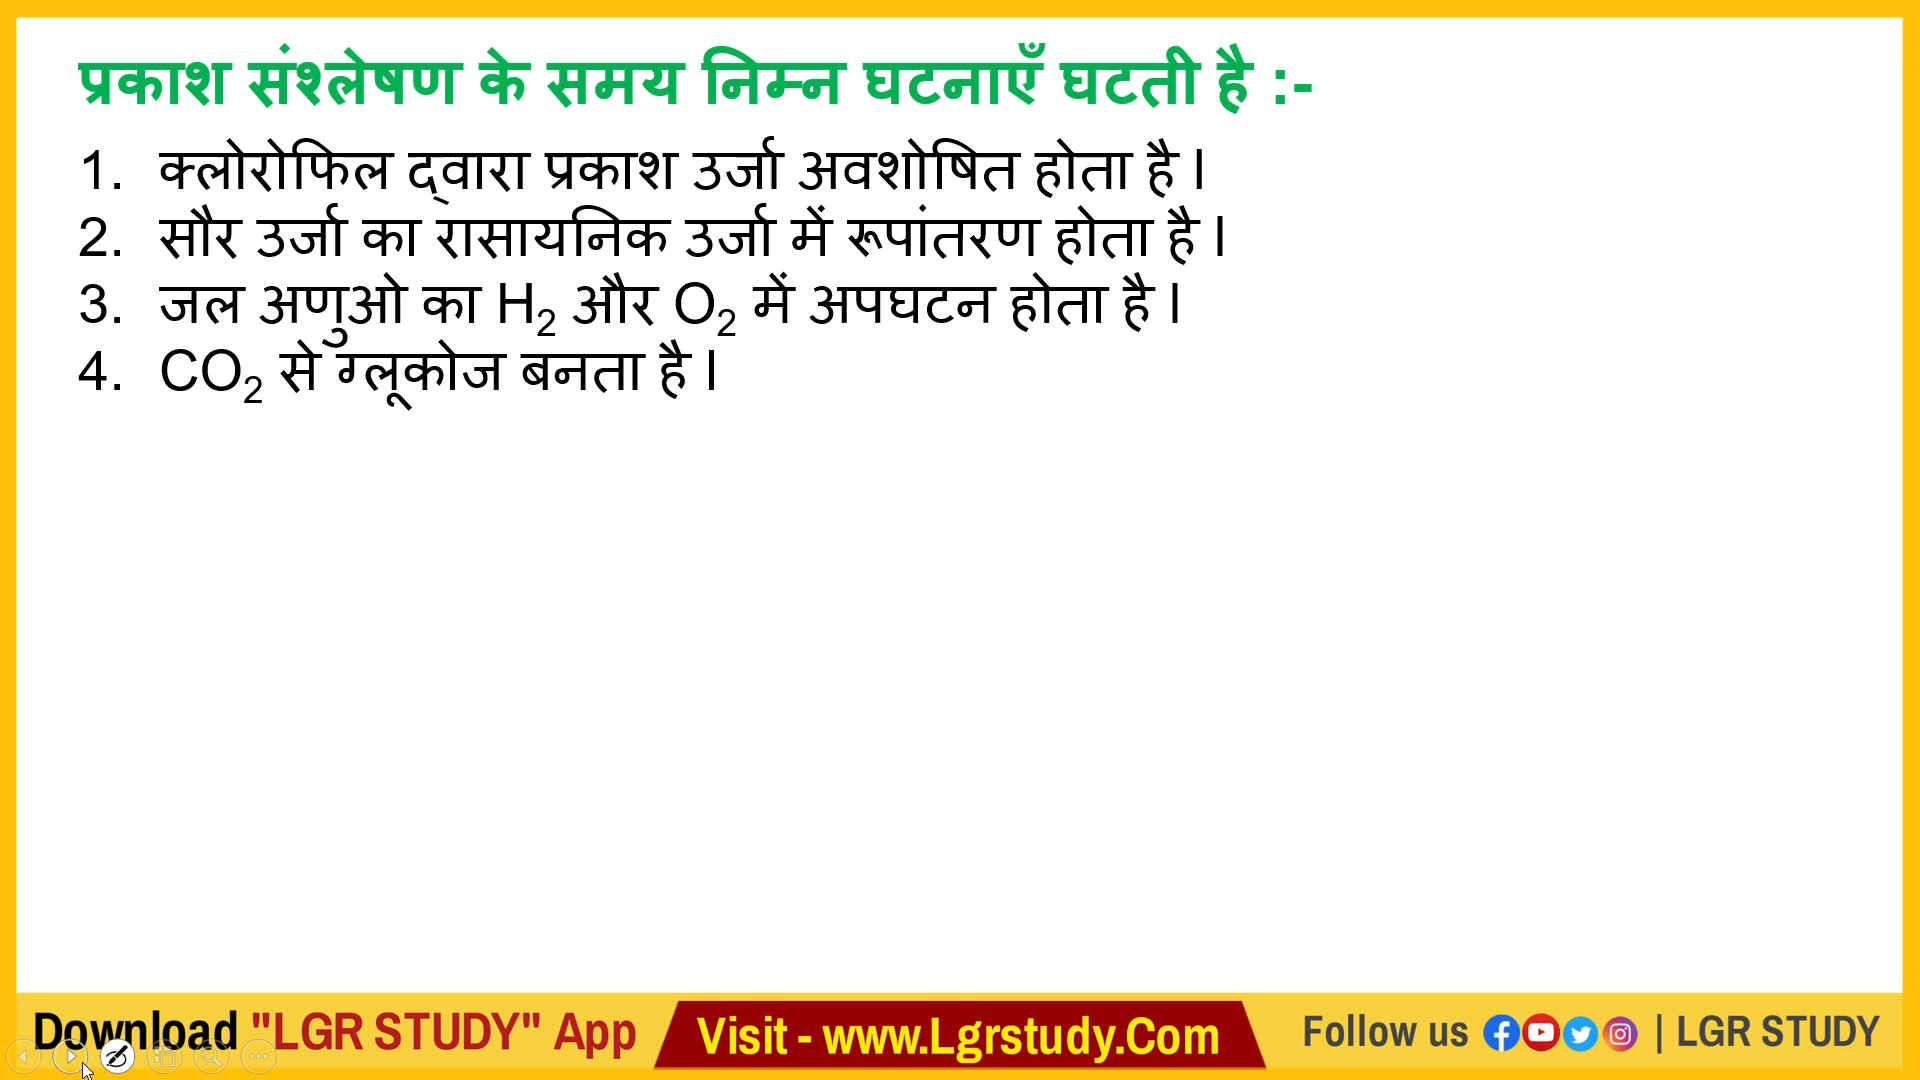 प्रकाश संश्लेषण के समय निम्न घटनाएँ घटती है :-
1. क्लोरोफिल द्वारा प्रकाश उर्जा अवशोषित होता है l
2. सौर उर्जा का रासायनिक उर्जा में रूपांतरण होता है l
3. जल अणुओ का H₂ और O₂ में अपघटन होता है l
4. CO₂ से ग्लूकोज बनता है l
Download "LGR STUDY" App Visit - www.Lgrstudy.Com Follow us | LGR STUDY